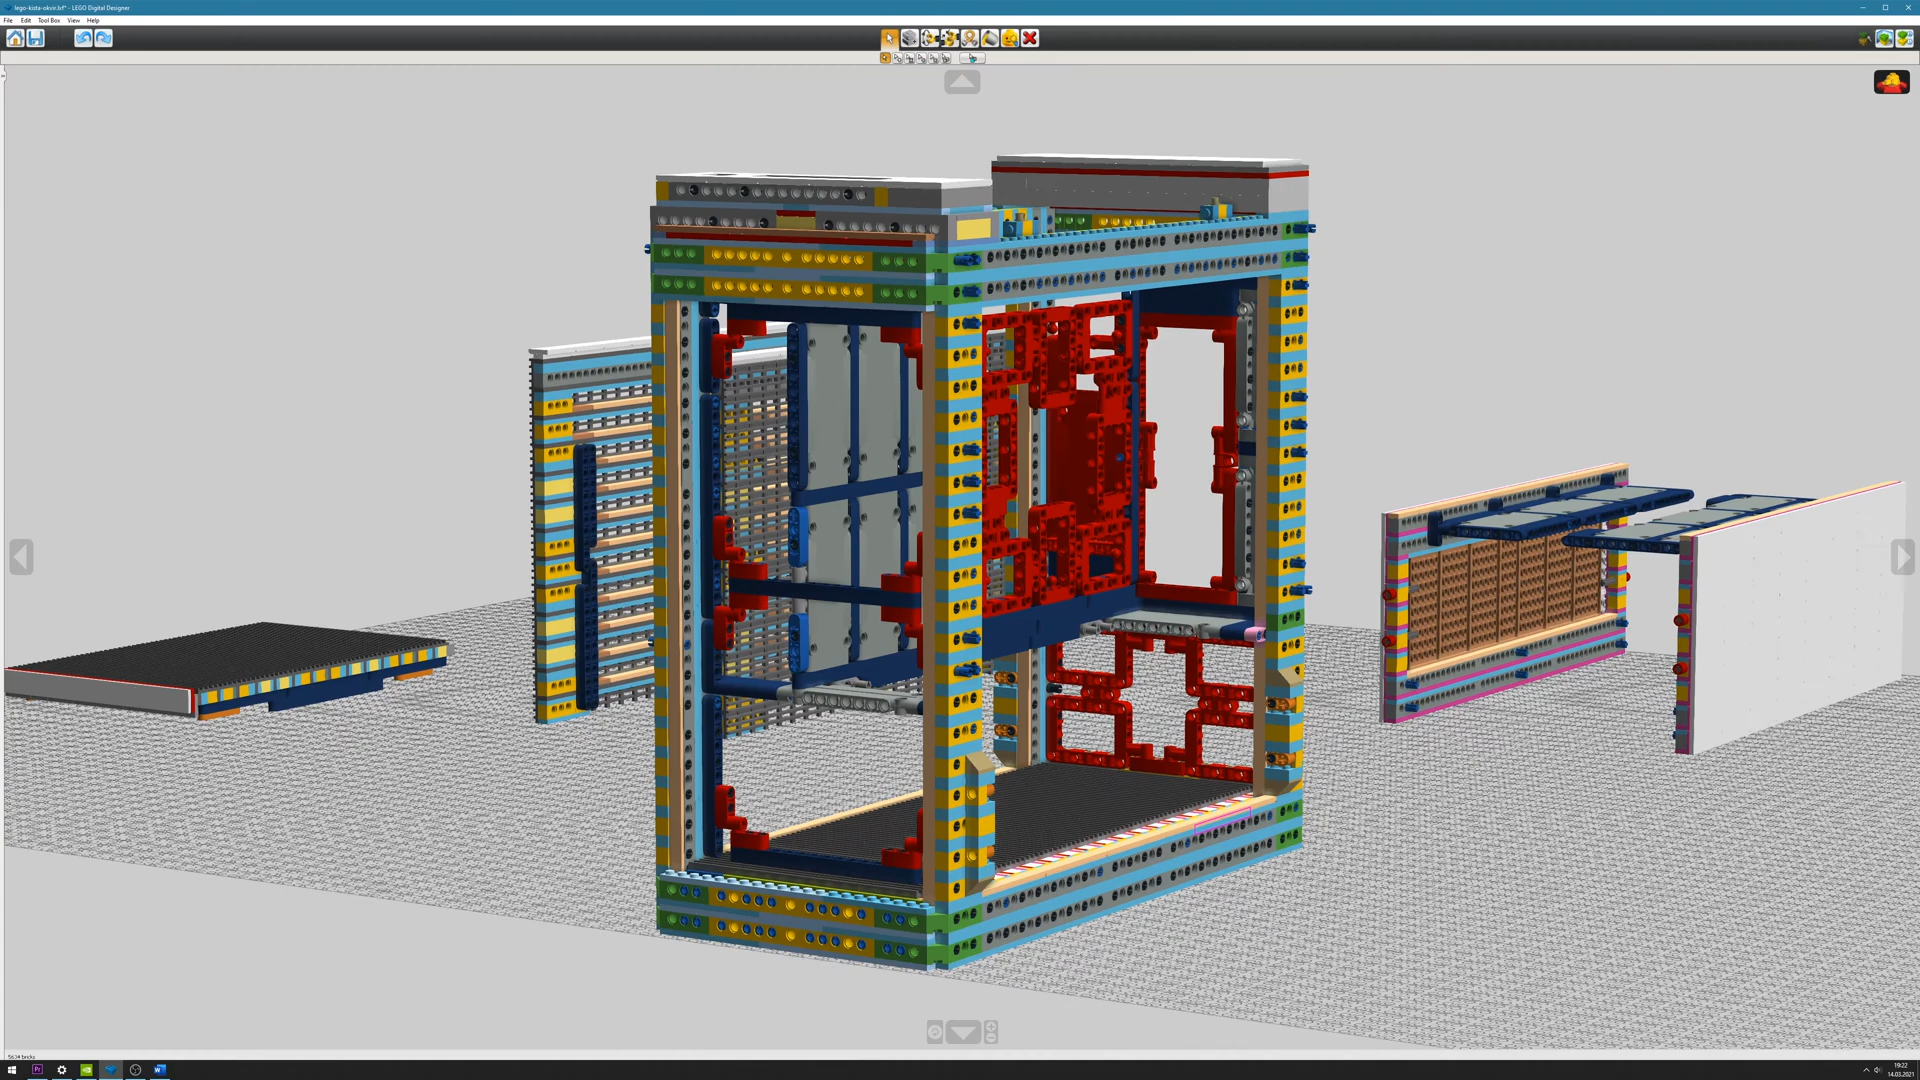 lego-kista-okvir.lxf* - LEGO Digital Designer
File Edit Tool Box View Help
5634 bricks
Pr
W
19:22
14.03.2021